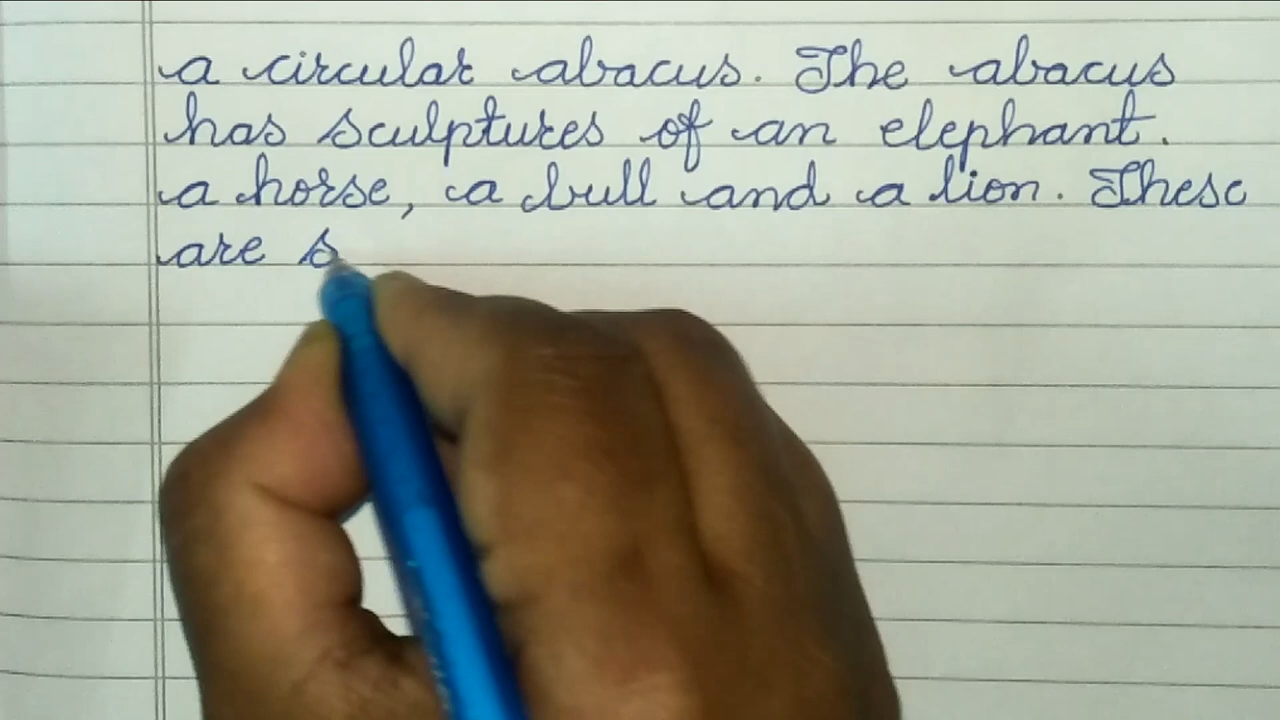 a circular abacus. The abacus
has sculptures of an elephant.
a horse, a bull and a lion. These
are s